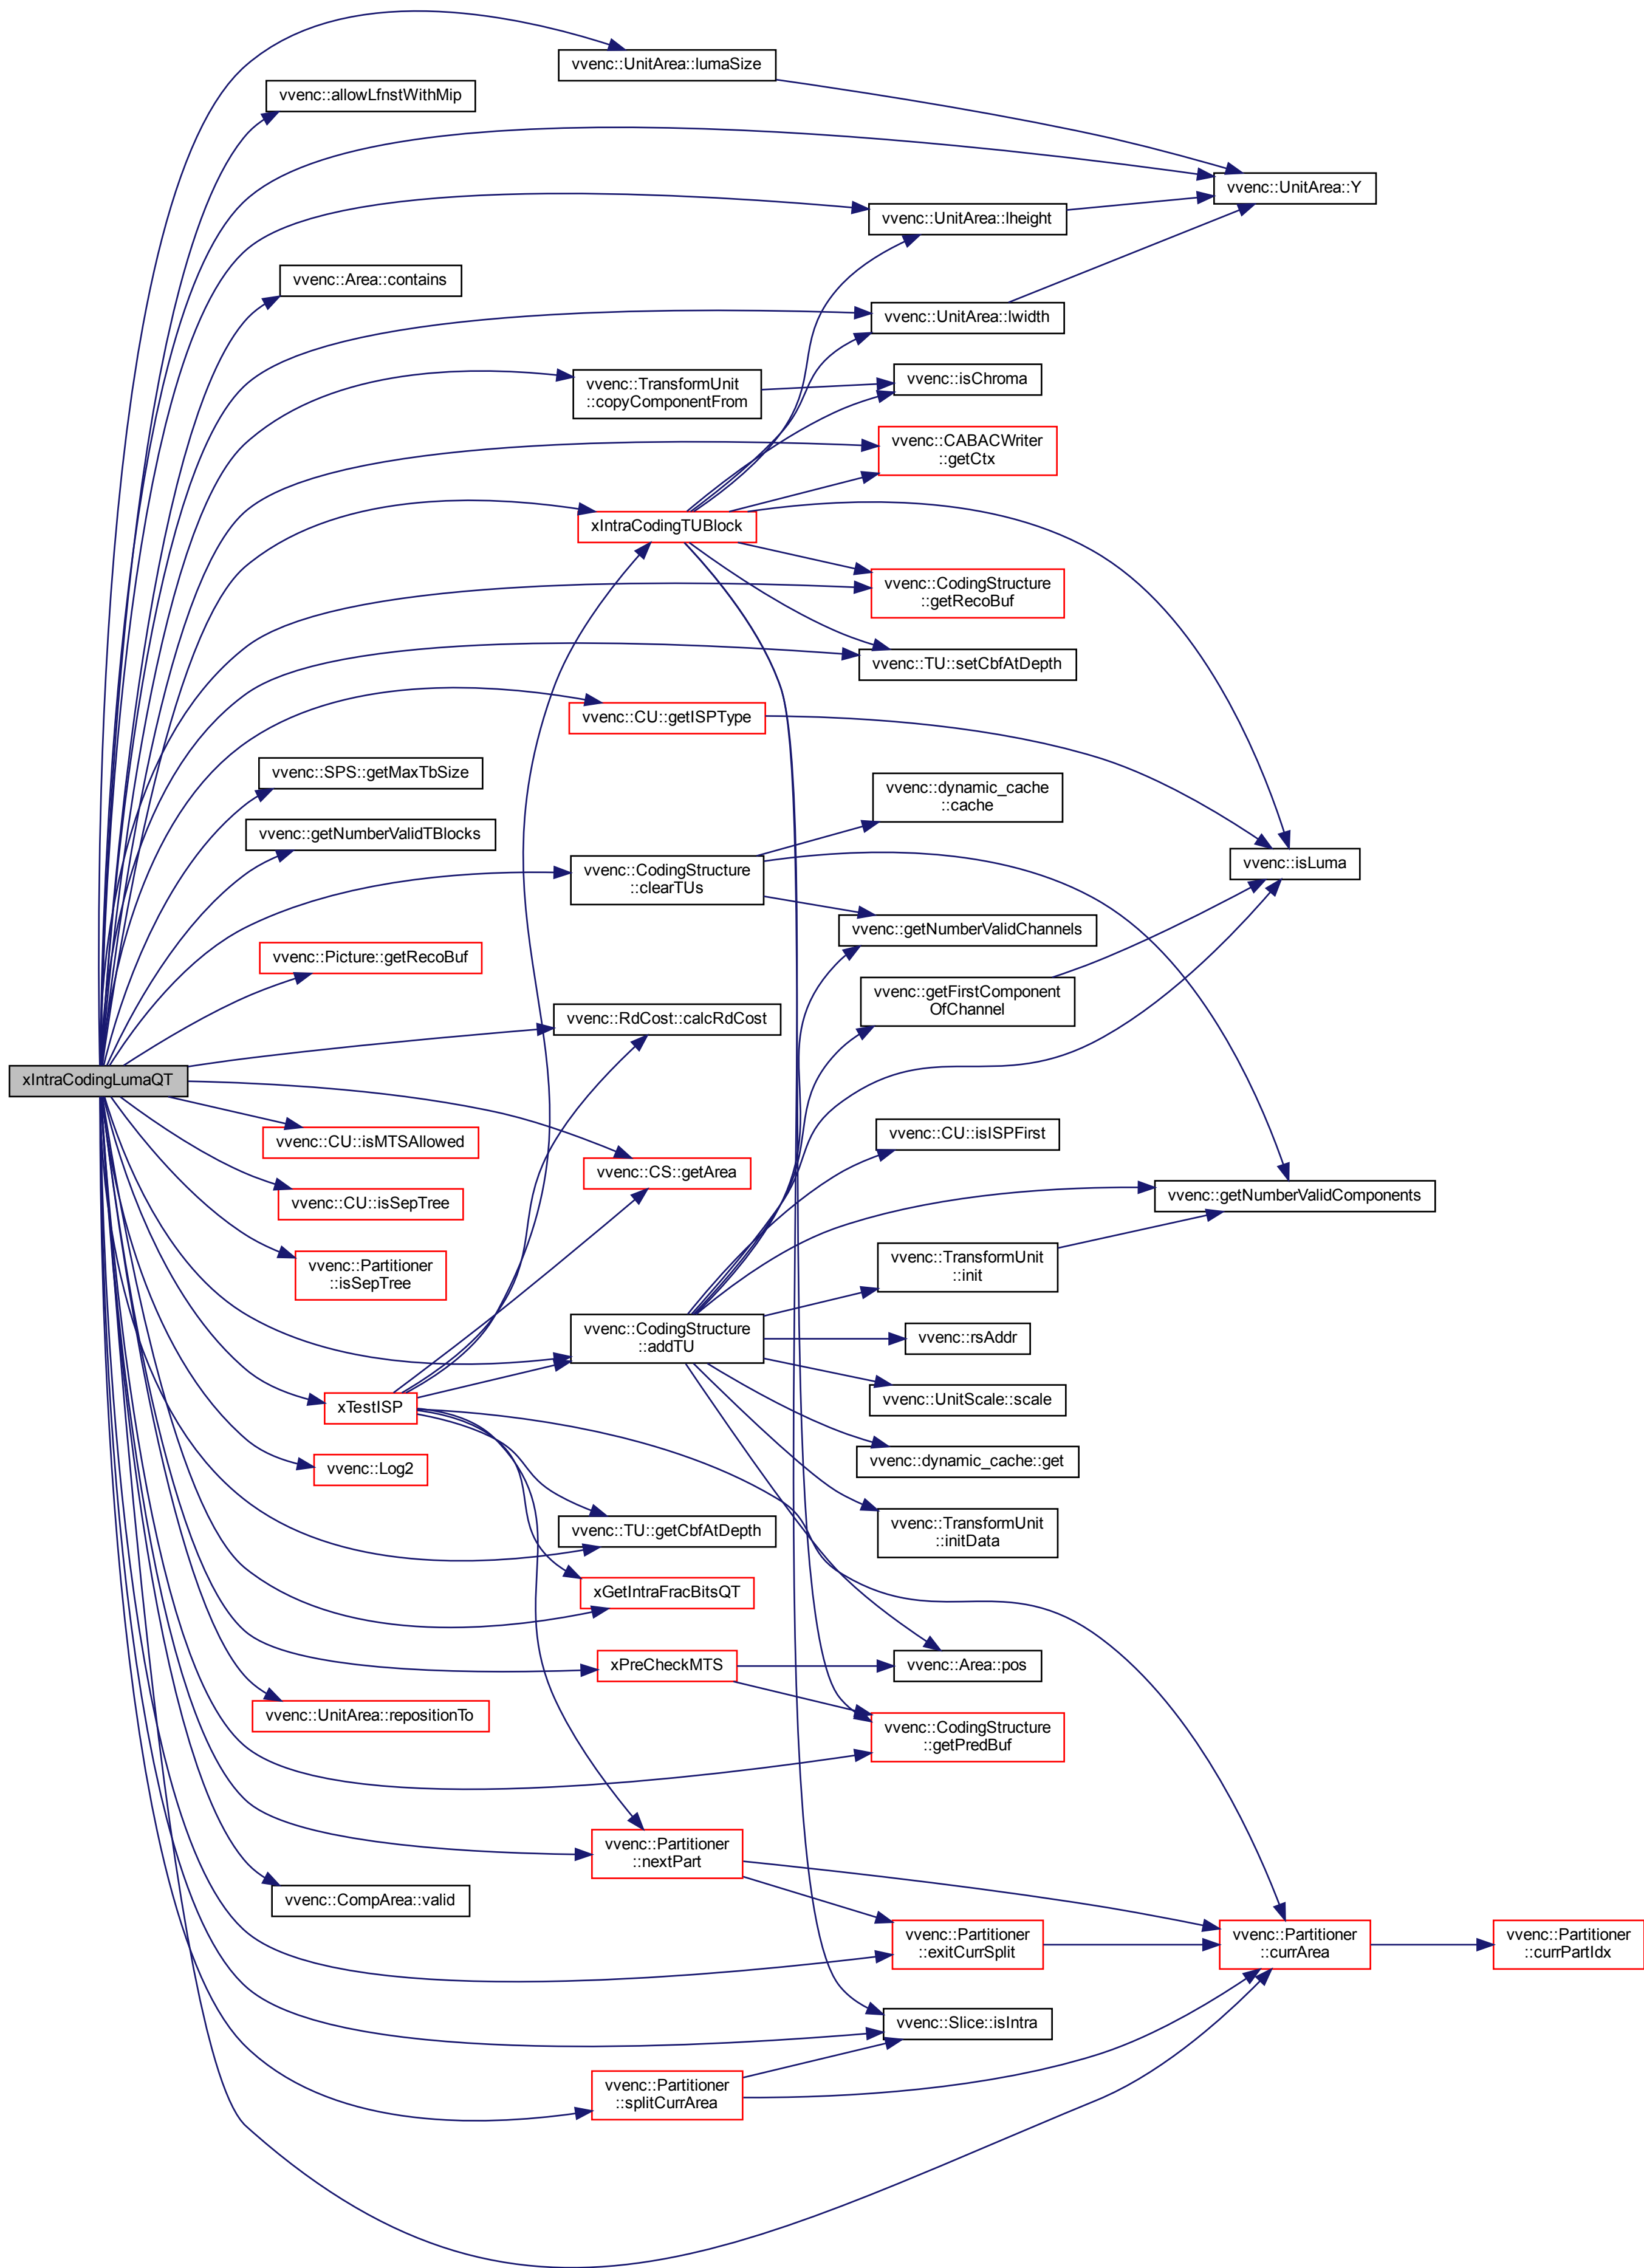 vvenc::UnitArea::lumaSize
vvenc::allowLfnstWithMip
vvenc::UnitArea::Y
vvenc::UnitArea::lheight
vvenc::Area::contains
vvenc::UnitArea::lwidth
vvenc::isChroma
vvenc::TransformUnit
::copyComponentFrom
vvenc::CABACWriter
::getCtx
xIntraCodingTUBlock
vvenc::CodingStructure
::getRecoBuf
vvenc::TU::setCbfAtDepth
vvenc::CU::getISPType
vvenc::SPS::getMaxTbSize
vvenc::dynamic_cache
::cache
vvenc::getNumberValidTBlocks
vvenc::isLuma
vvenc::CodingStructure
::clearTUs
vvenc::getNumberValidChannels
vvenc::Picture::getRecoBuf
vvenc::getFirstComponent
OfChannel
vvenc::RdCost::calcRdCost
xIntraCodingLumaQT
vvenc::CU::isISPFirst
vvenc::CU::isMTSAllowed
vvenc::CS::getArea
vvenc::CU::isSepTree
vvenc::getNumberValidComponents
vvenc::Partitioner
::isSepTree
vvenc::TransformUnit
::init
vvenc::CodingStructure
::addTU
vvenc::rsAddr
vvenc::UnitScale::scale
xTestISP
vvenc::dynamic_cache::get
vvenc::Log2
vvenc::TU::getCbfAtDepth
vvenc::TransformUnit
::initData
xGetIntraFracBitsQT
xPreCheckMTS
vvenc::Area::pos
vvenc::UnitArea::repositionTo
vvenc::CodingStructure
::getPredBuf
vvenc::Partitioner
::nextPart
vvenc::CompArea::valid
vvenc::Partitioner
::exitCurrSplit
vvenc::Partitioner
::currArea
vvenc::Partitioner
::currPartIdx
vvenc::Slice::isIntra
vvenc::Partitioner
::splitCurrArea